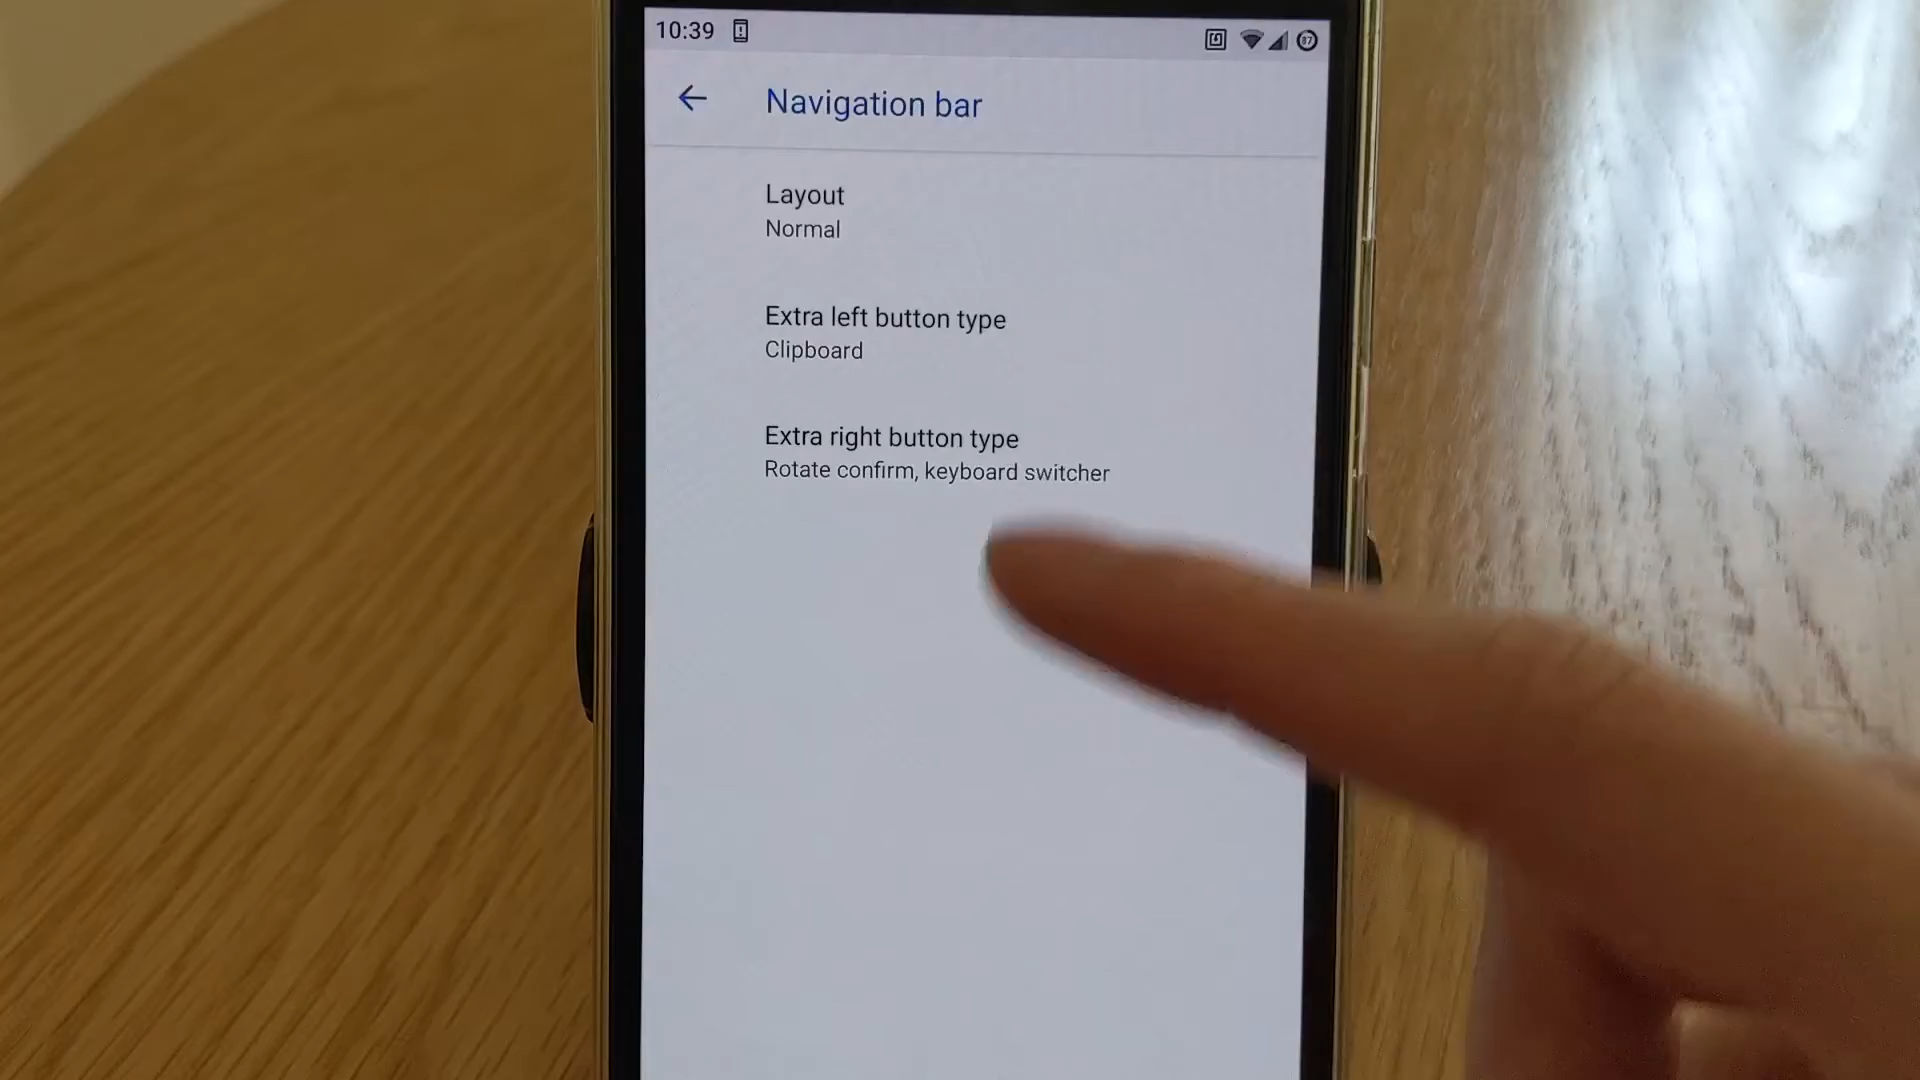 10:39
87
Navigation bar
Layout
Normal
Extra left button type
Clipboard
Extra right button type
Rotate confirm, keyboard switcher